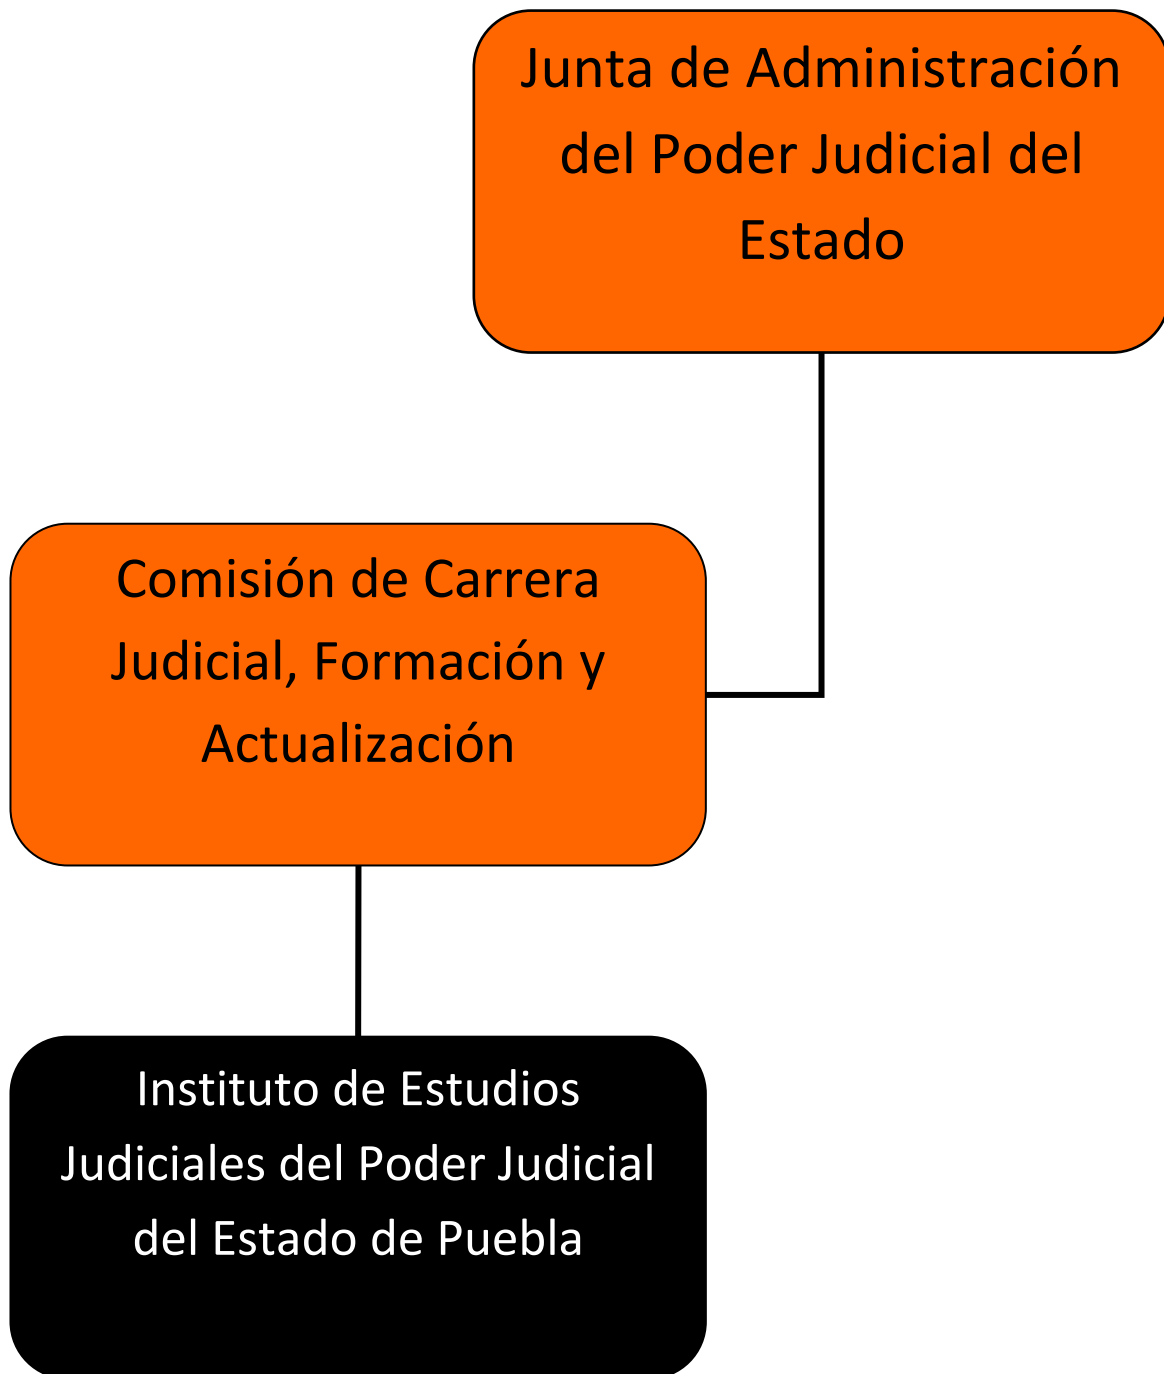 Junta de Administración
del Poder Judicial del
Estado
Comisión de Carrera
Judicial, Formación y
Actualización
Instituto de Estudios
Judiciales del Poder Judicial
del Estado de Puebla